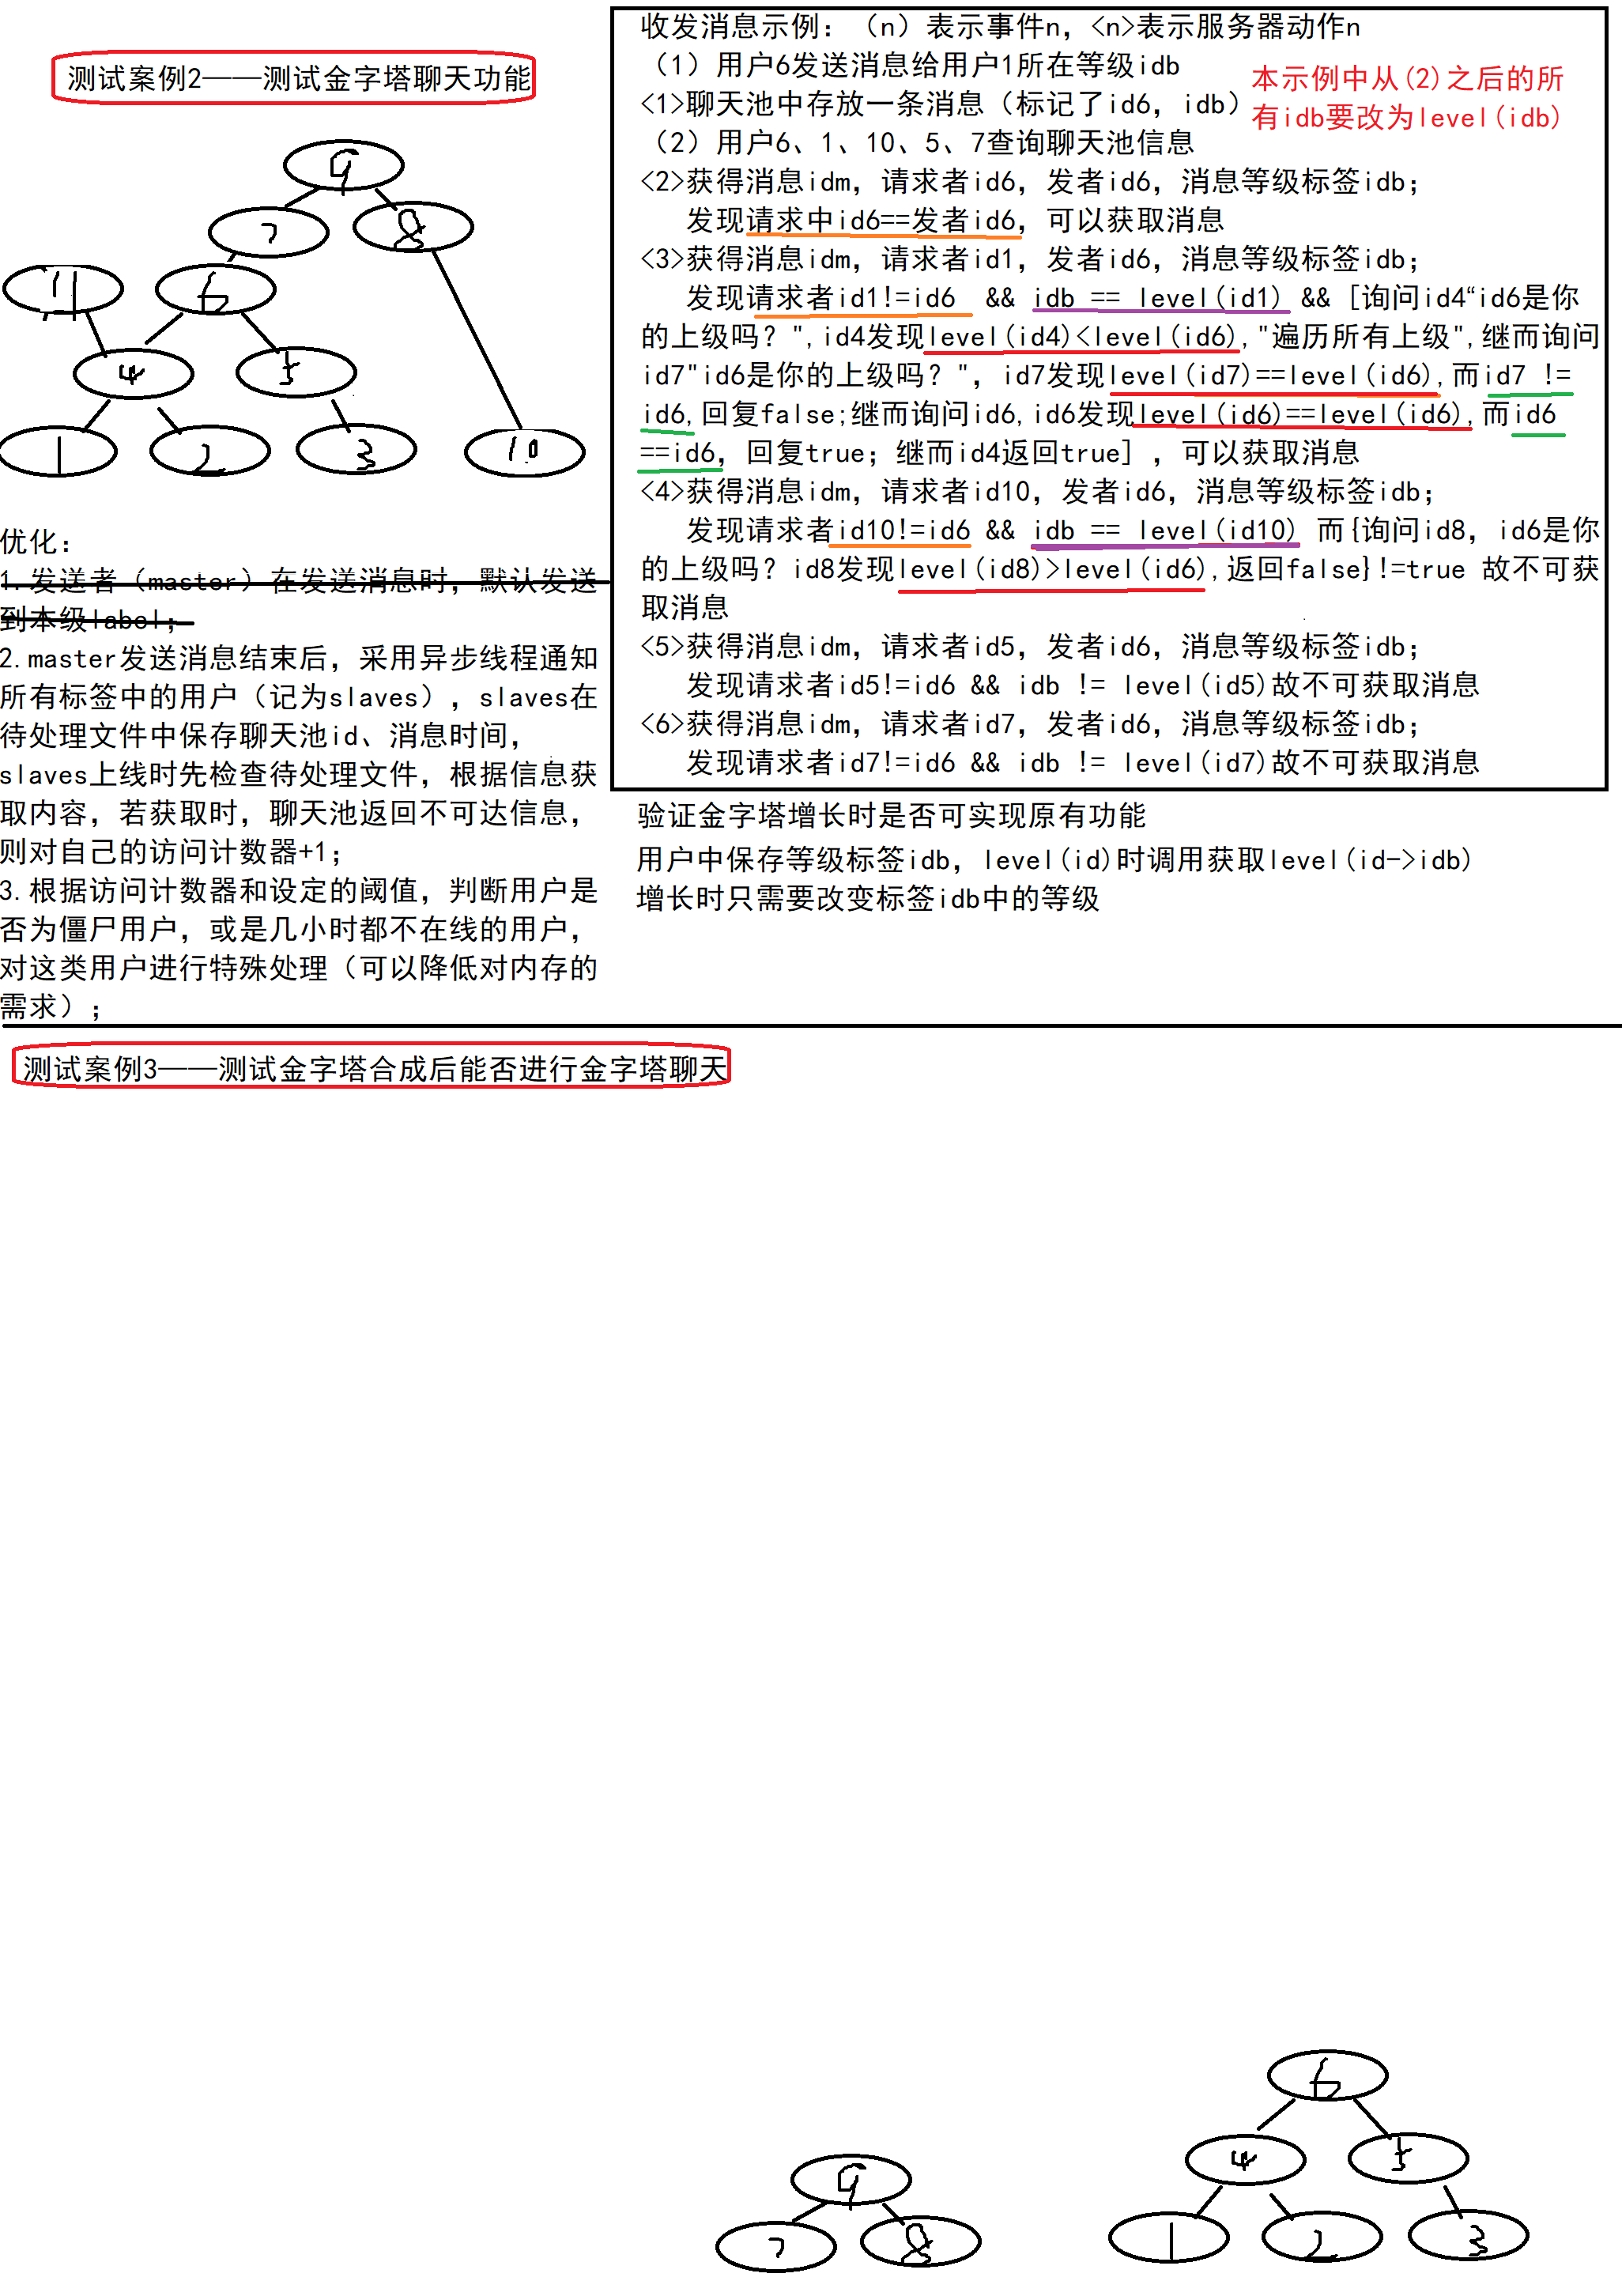 测试案例2——测试金字塔聊天功能
9
7
8
11
6
4
5
1
2
3
10
优化：
1.发送者（master）在发送消息时，默认发送
到本级label；
2.master发送消息结束后，采用异步线程通知
所有标签中的用户（记为slaves），slaves在
待处理文件中保存聊天池id、消息时间，
slaves上线时先检查待处理文件，根据信息获
取内容，若获取时，聊天池返回不可达信息，
则对自己的访问计数器+1；
3.根据访问计数器和设定的阈值，判断用户是
否为僵尸用户，或是几小时都不在线的用户，
对这类用户进行特殊处理（可以降低对内存的
需求）；
收发消息示例：（n）表示事件n，<n>表示服务器动作n
（1）用户6发送消息给用户1所在等级idb
<1>聊天池中存放一条消息（标记了id6，idb）
（2）用户6、1、10、5、7查询聊天池信息
本示例中从(2)之后的所
有idb要改为level(idb)
<2>获得消息idm，请求者id6，发者id6，消息等级标签idb；
发现请求中id6==发者id6，可以获取消息
<3>获得消息idm，请求者id1，发者id6，消息等级标签idb；
发现请求者id1!=id6 && idb == level(id1) && [询问id4“id6是你
的上级吗？",id4发现level(id4)<level(id6),"遍历所有上级",继而询问
id7"id6是你的上级吗？"，id7发现level(id7)==level(id6),而id7 !=
id6,回复false;继而询问id6,id6发现level(id6)==level(id6),而id6
==id6，回复true；继而id4返回true] ，可以获取消息
<4>获得消息idm，请求者id10，发者id6，消息等级标签idb；
发现请求者id10!=id6 && idb == level(id10) 而{询问id8，id6是你
的上级吗？id8发现level(id8)>level(id6),返回false}!=true 故不可获
取消息
<5>获得消息idm，请求者id5，发者id6，消息等级标签idb；
发现请求者id5!=id6 && idb != level(id5)故不可获取消息
<6>获得消息idm，请求者id7，发者id6，消息等级标签idb；
发现请求者id7!=id6 && idb != level(id7)故不可获取消息
验证金字塔增长时是否可实现原有功能
用户中保存等级标签idb，level(id)时调用获取level(id->idb)
增长时只需要改变标签idb中的等级
测试案例3——测试金字塔合成后能否进行金字塔聊天
9
7
8
6
4
5
1
2
3